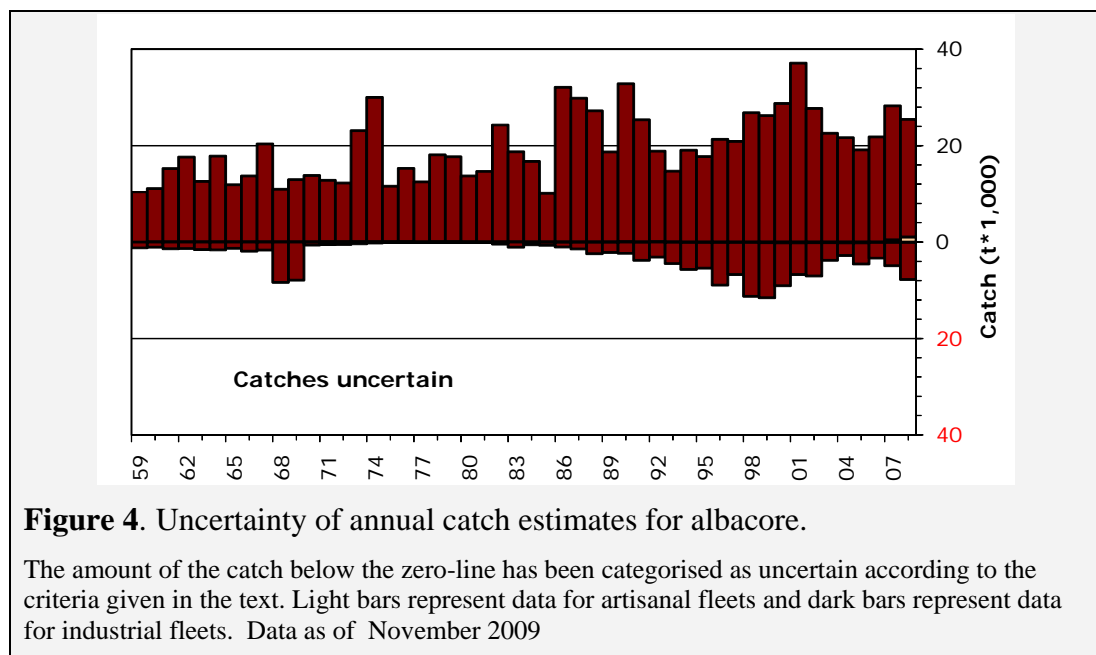 40
20
0
20
40
Catch (t*1,000)
Catches uncertain
59 62 65 68 71 74 77 80 83 86 89 92 95 98 01 04 07
Figure 4. Uncertainty of annual catch estimates for albacore.
The amount of the catch below the zero-line has been categorised as uncertain according to the
criteria given in the text. Light bars represent data for artisanal fleets and dark bars represent data
for industrial fleets. Data as of November 2009